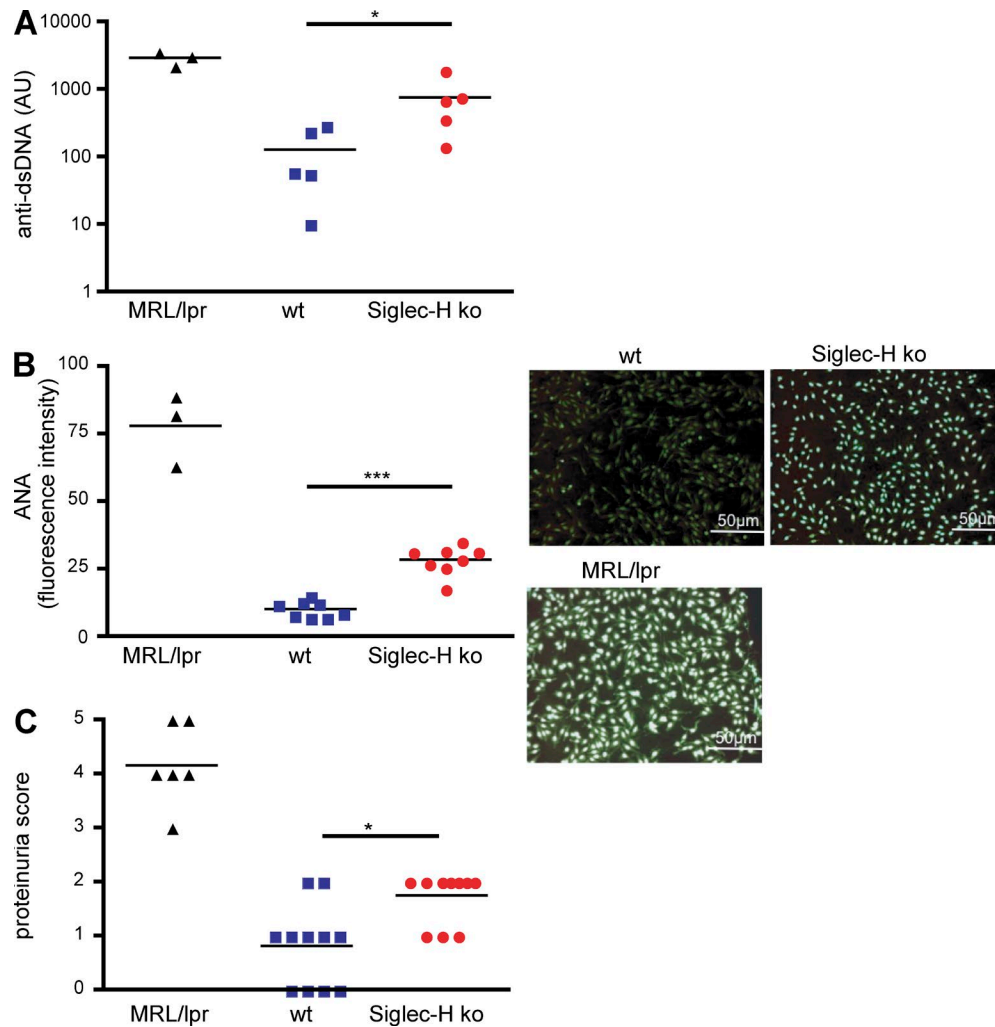 A
10000
1000
100
10
1
anti-dsDNA (AU)
*
MRL/lpr wt Siglec-H ko
B
100
75
50
25
0
ANA
(fluorescence intensity)
***
MRL/lpr wt Siglec-H ko
wt Siglec-H ko
50µm 50µm
MRL/lpr
50µm
C
5
4
3
2
1
0
proteinuria score
*
MRL/lpr wt Siglec-H ko